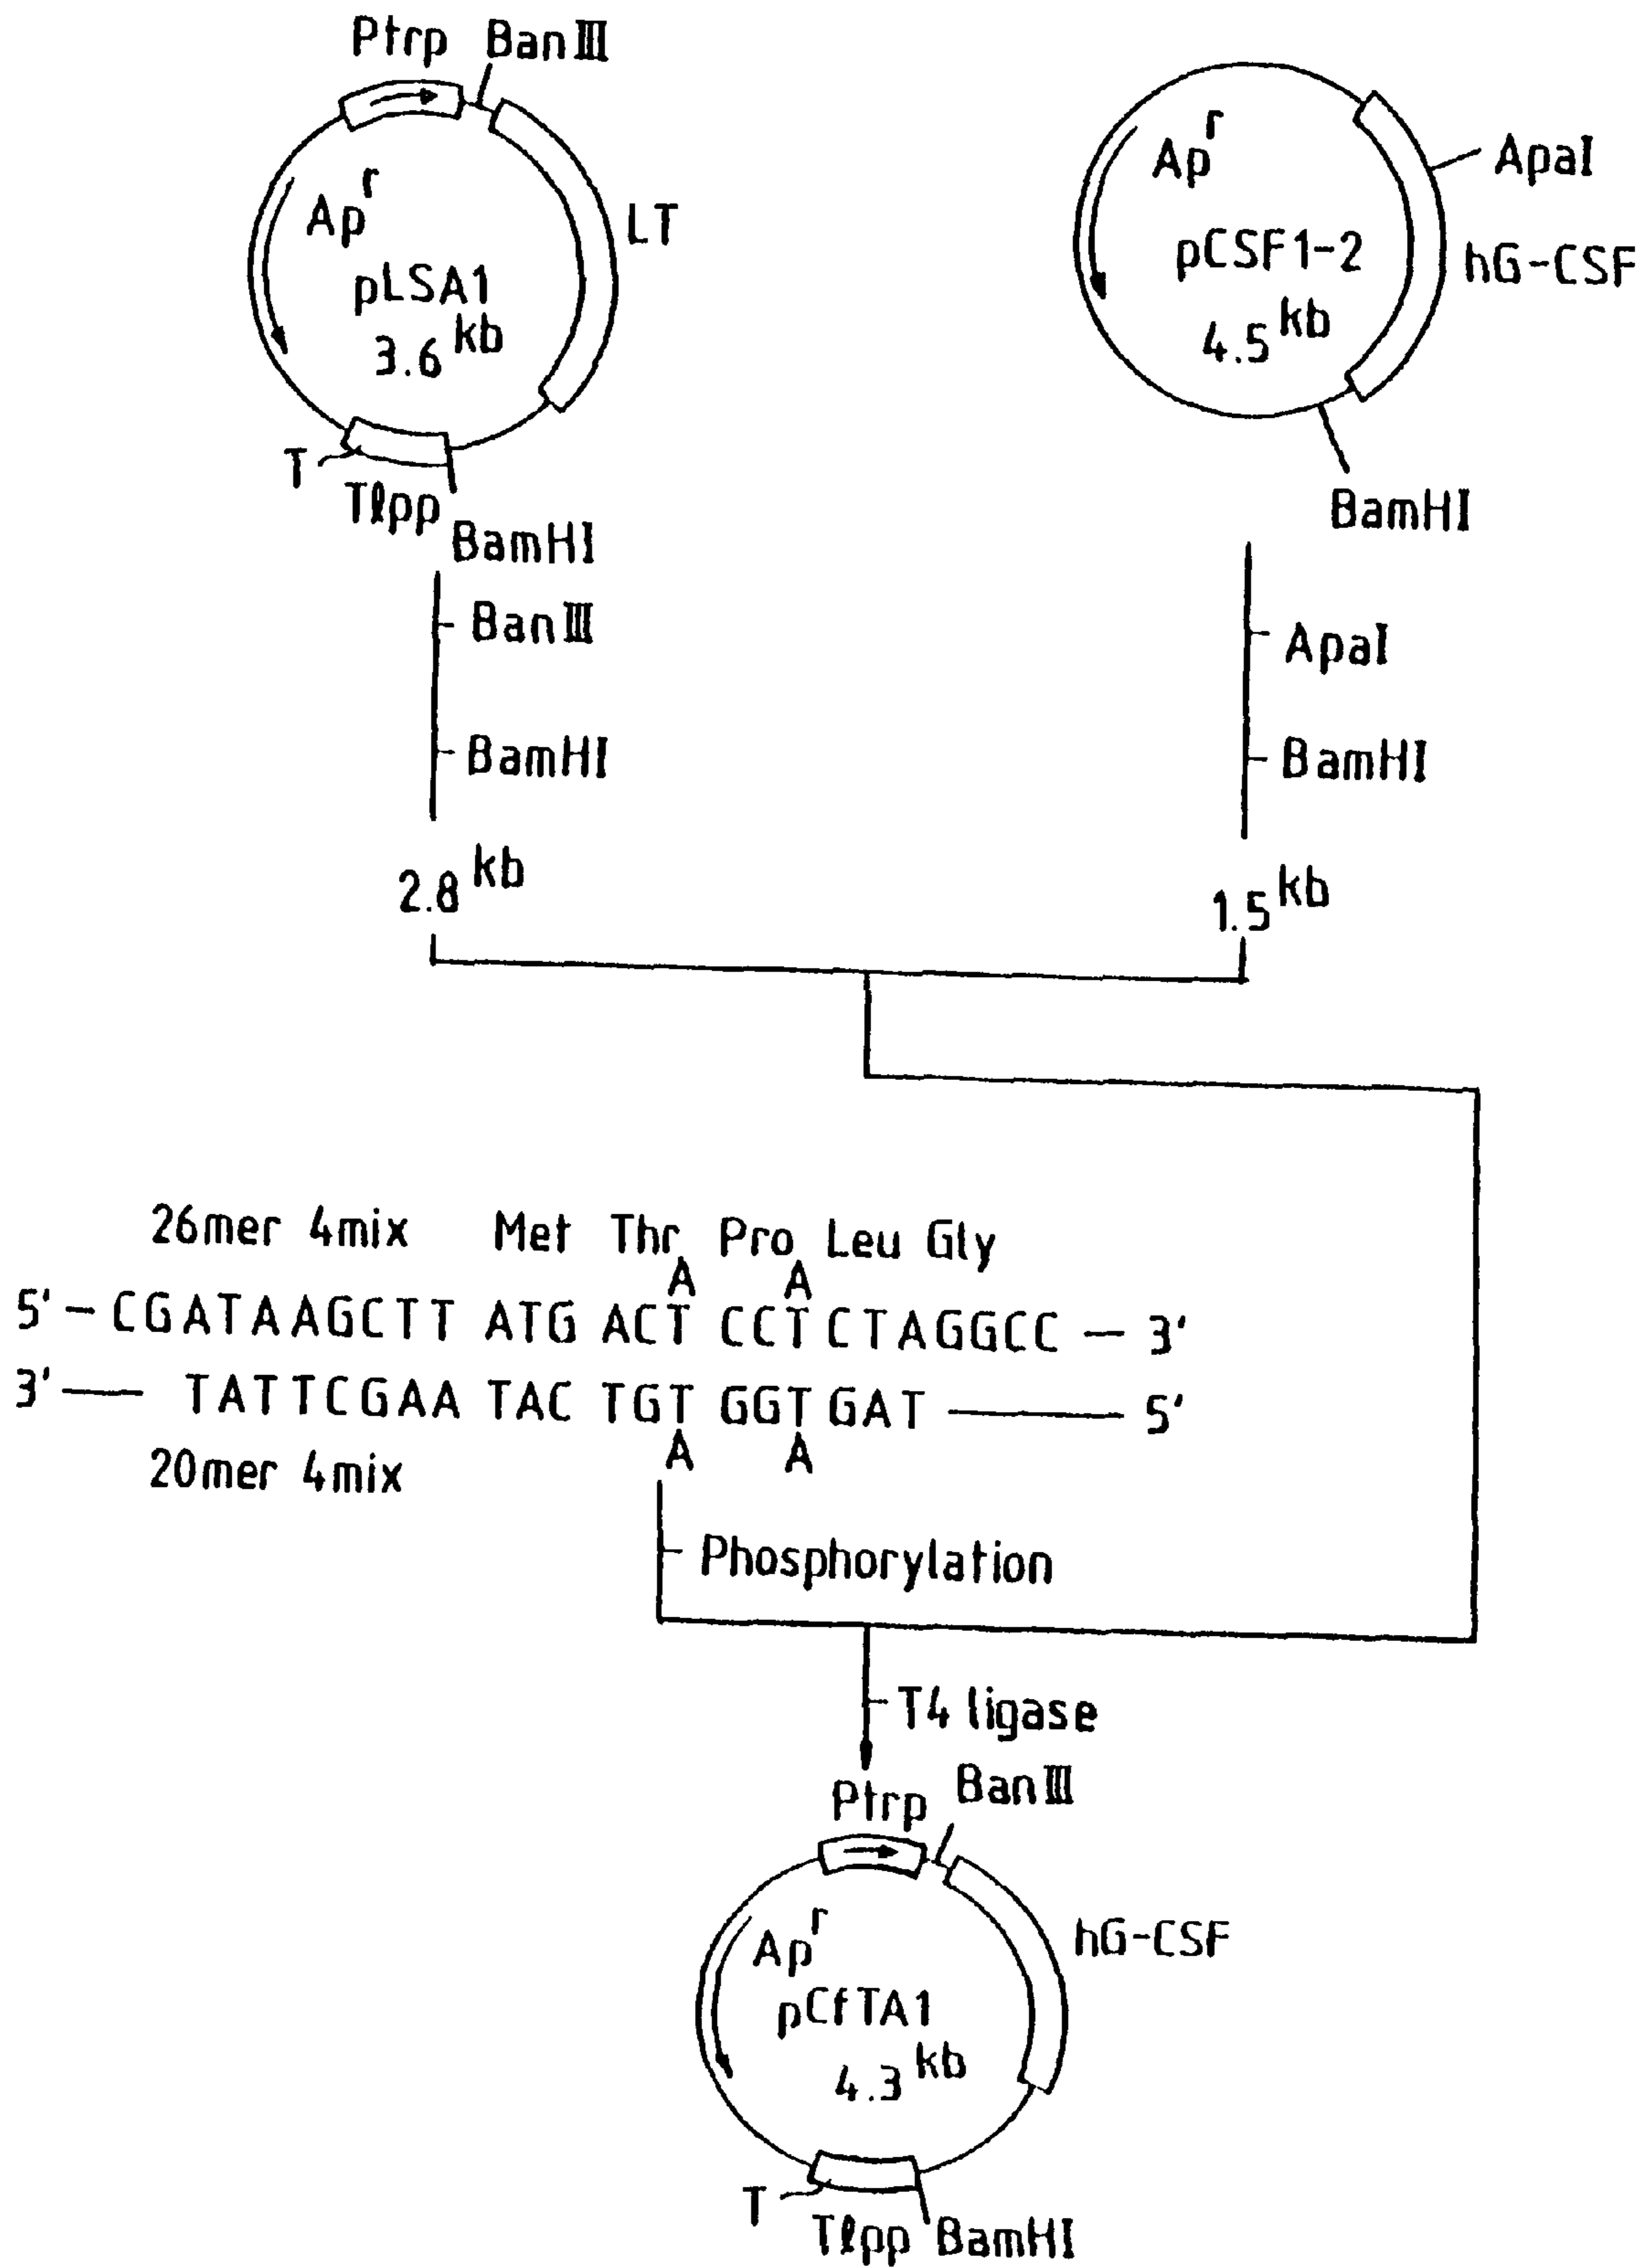 Ptrp BanIII
Ap^r
pLSA1
3.6 kb
LT
T
Tlpp
BamHI
Ap^r
pCSF1-2
4.5 kb
ApaI
hG-CSF
BamHI
BanIII
BamHI
2.8 kb
ApaI
BamHI
1.5 kb
26mer 4mix Met Thr Pro Leu Gly
A A
5' – CGATAAGCTT ATG ACT CCT CTAGGCC — 3'
3' — TATTCGAA TAC TGT GGT GAT — 5'
A A
20mer 4mix
Phosphorylation
T4 ligase
Ptrp BanIII
Ap^r
pCfTA1
4.3 kb
hG-CSF
T
Tlpp BamHI